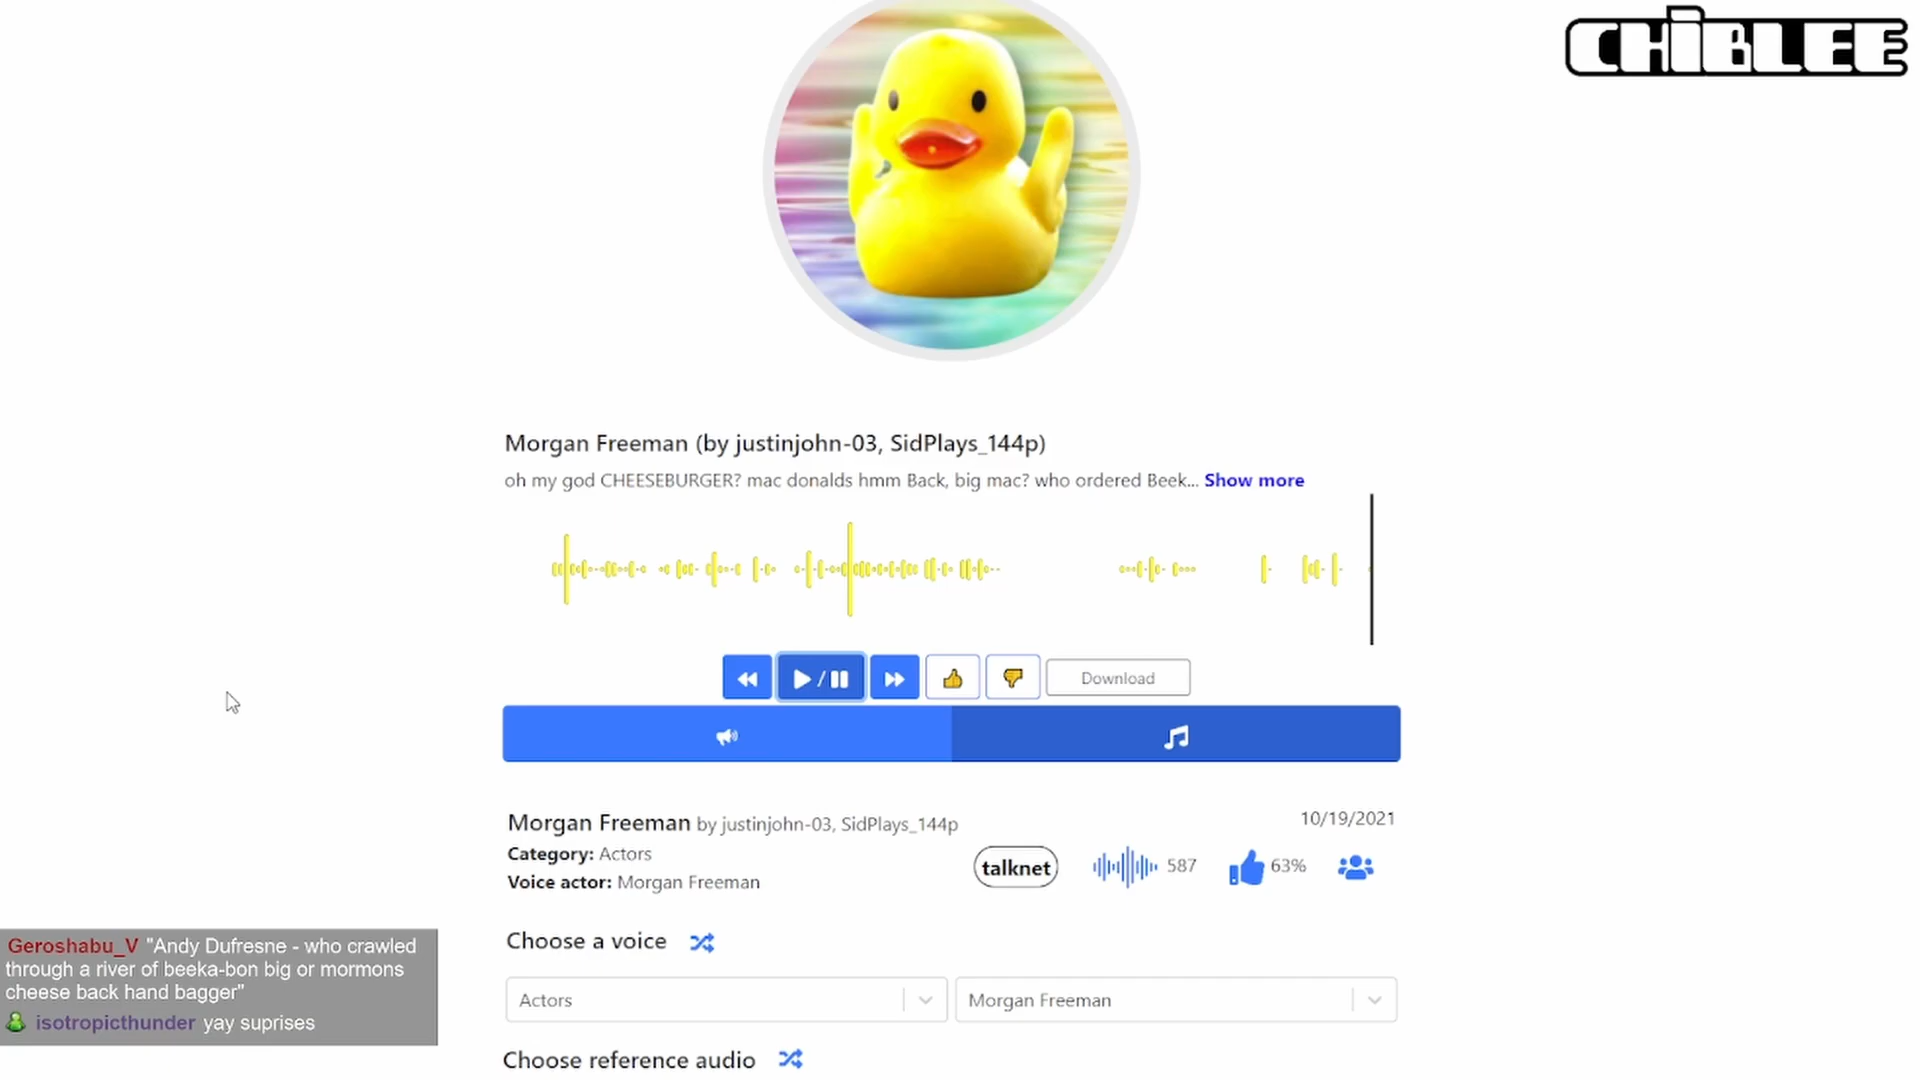 CHiBLEE
Morgan Freeman (by justinjohn-03, SidPlays_144p)
oh my god CHEESEBURGER? mac donalds hmm Back, big mac? who ordered Beek... Show more
/
Download
Morgan Freeman by justinjohn-03, SidPlays_144p
10/19/2021
Category: Actors
talknet
587
63%
Voice actor: Morgan Freeman
Choose a voice
Actors
Morgan Freeman
Choose reference audio
Geroshabu_V "Andy Dufresne - who crawled
through a river of beeka-bon big or mormons
cheese back hand bagger"
isotropicthunder yay suprises